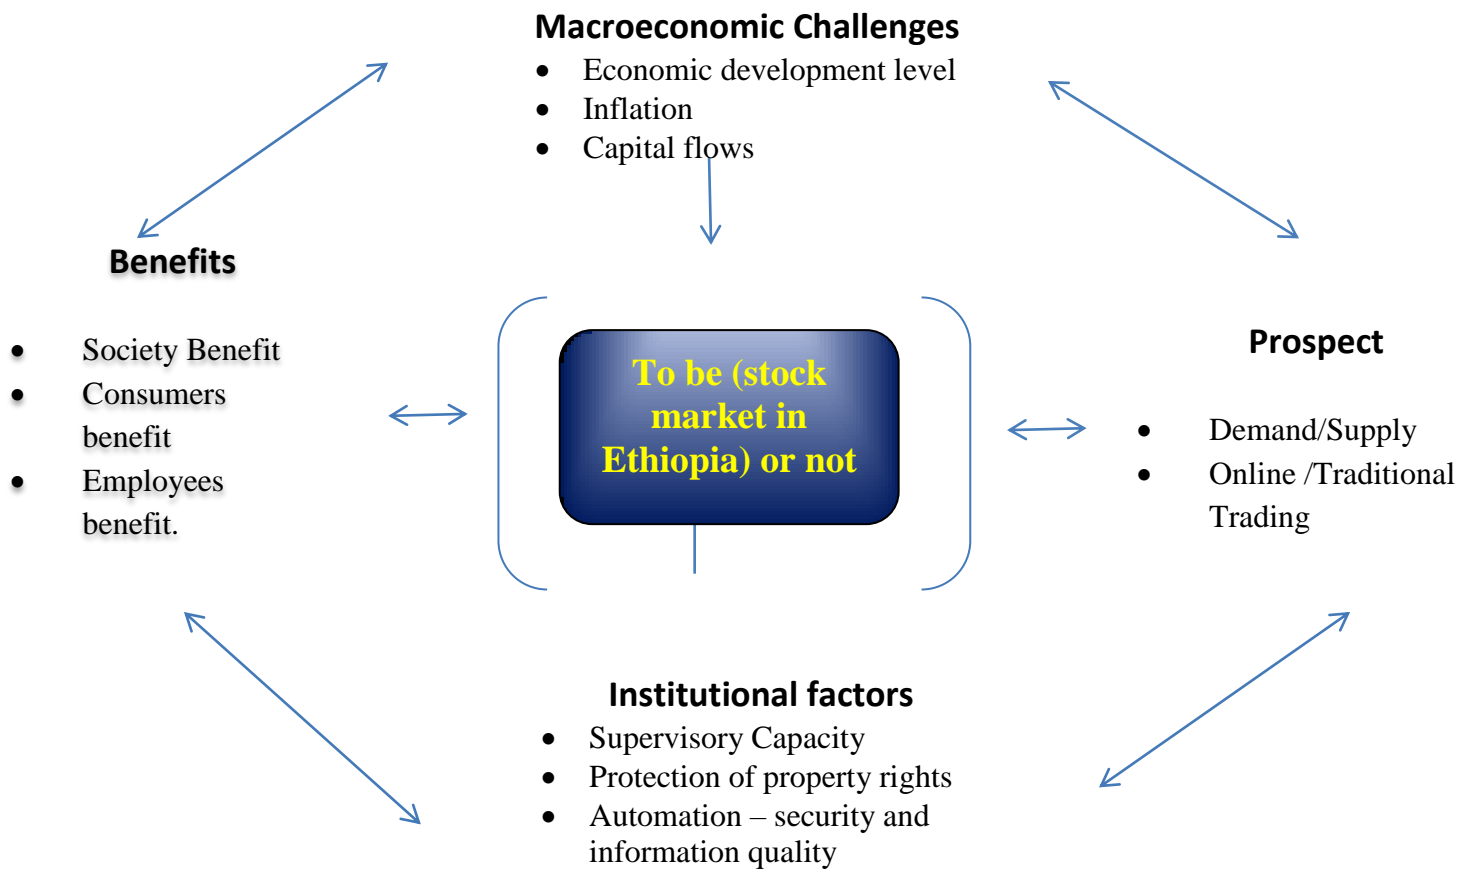 Macroeconomic Challenges
• Economic development level
• Inflation
• Capital flows
Benefits
• Society Benefit
• Consumers
benefit
• Employees
benefit.
To be (stock
market in
Ethiopia) or not
Prospect
• Demand/Supply
• Online /Traditional
Trading
Institutional factors
• Supervisory Capacity
• Protection of property rights
• Automation – security and
information quality